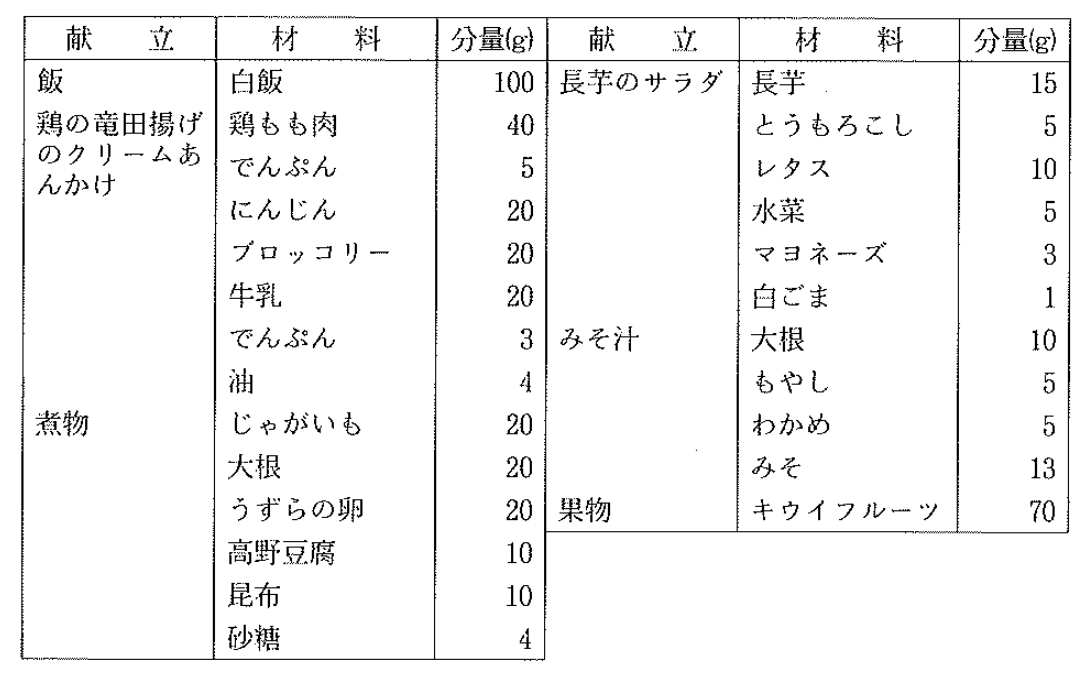 献立 材料 分量(g) 献立 材料 分量(g)
飯 白飯 100 長芋のサラダ 長芋 15
鶏の竜田揚げ 鶏もも肉 40 とうもろこし 5
のクリームあ でんぷん 5 レタス 10
んかけ にんじん 20 水菜 5
ブロッコリー 20 マヨネーズ 3
牛乳 20 白ごま 1
でんぷん 3 みそ汁 大根 10
油 4 もやし 5
煮物 じゃがいも 20 わかめ 5
大根 20 みそ 13
うずらの卵 20 果物 キウイフルーツ 70
高野豆腐 10
昆布 10
砂糖 4